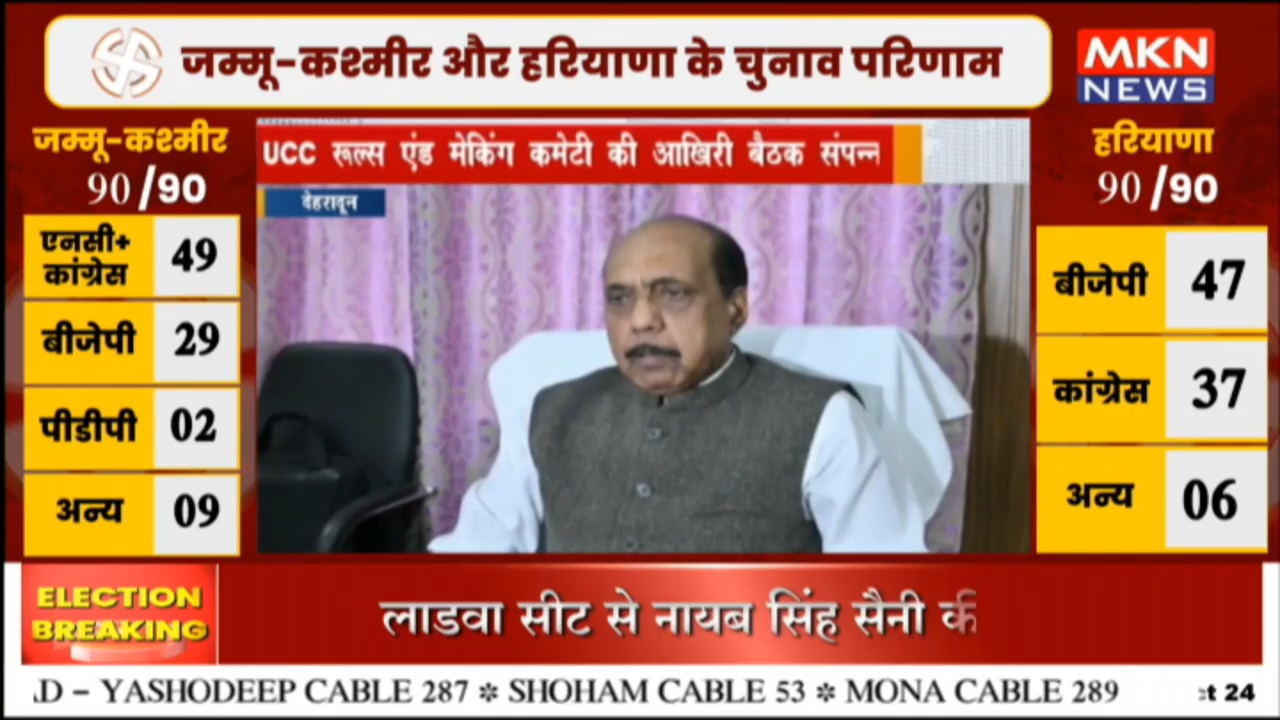 जम्मू-कश्मीर और हरियाणा के चुनाव परिणाम
MKN
NEWS
जम्मू-कश्मीर
90/90
एनसी+
कांग्रेस 49
बीजेपी 29
पीडीपी 02
अन्य 09
UCC रूल्स एंड मेकिंग कमेटी की आखिरी बैठक संपन्न
देहरादून
हरियाणा
90/90
बीजेपी 47
कांग्रेस 37
अन्य 06
ELECTION
BREAKING
लाडवा सीट से नायब सिंह सैनी की
D - YASHODEEP CABLE 287 * SHOHAM CABLE 53 * MONA CABLE 289
t 24